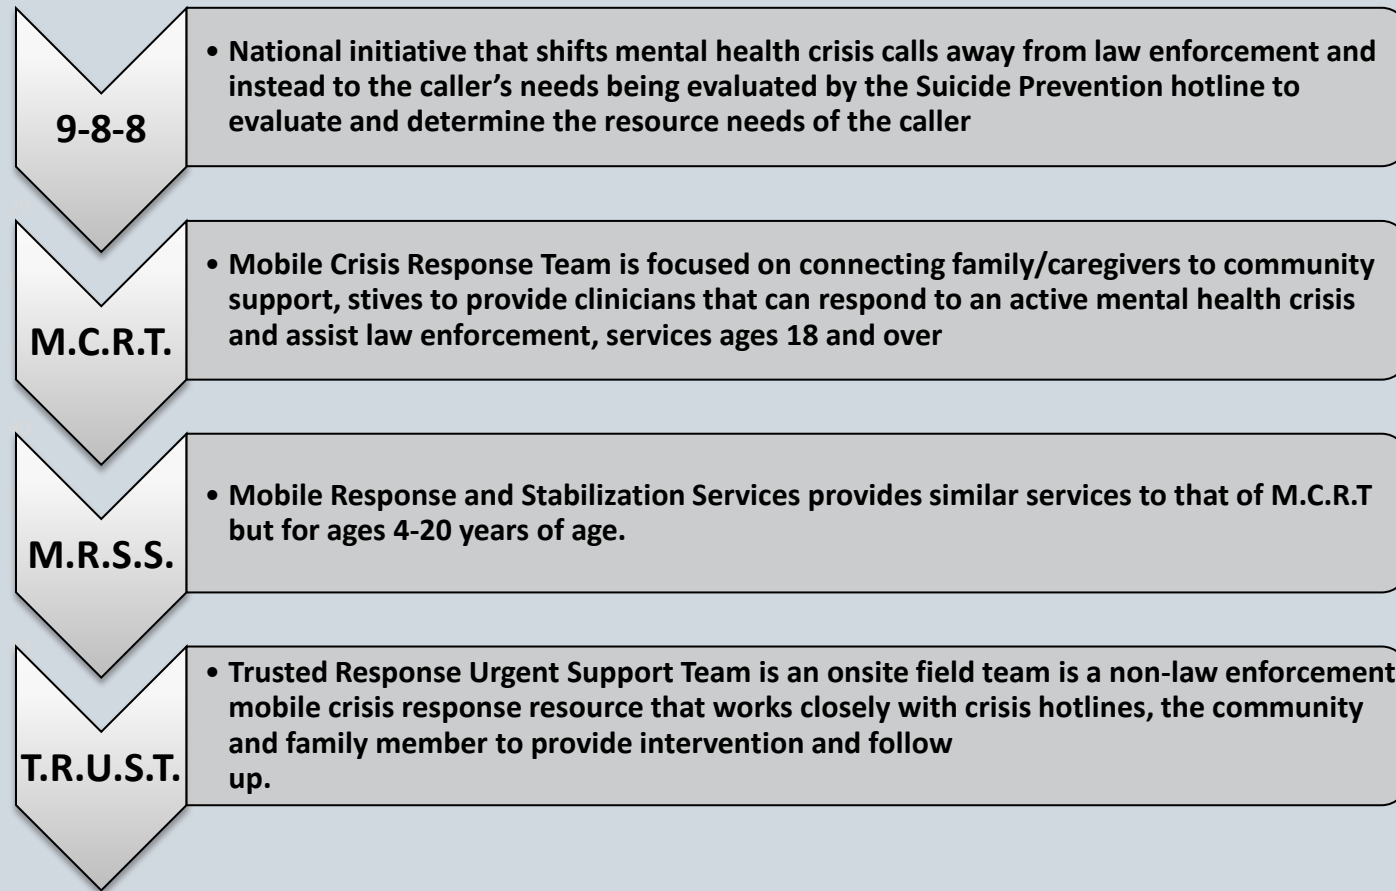 9-8-8
• National initiative that shifts mental health crisis calls away from law enforcement and
instead to the caller’s needs being evaluated by the Suicide Prevention hotline to
evaluate and determine the resource needs of the caller
M.C.R.T.
• Mobile Crisis Response Team is focused on connecting family/caregivers to community
support, stives to provide clinicians that can respond to an active mental health crisis
and assist law enforcement, services ages 18 and over
M.R.S.S.
• Mobile Response and Stabilization Services provides similar services to that of M.C.R.T
but for ages 4-20 years of age.
T.R.U.S.T.
• Trusted Response Urgent Support Team is an onsite field team is a non-law enforcement
mobile crisis response resource that works closely with crisis hotlines, the community
and family member to provide intervention and follow
up.